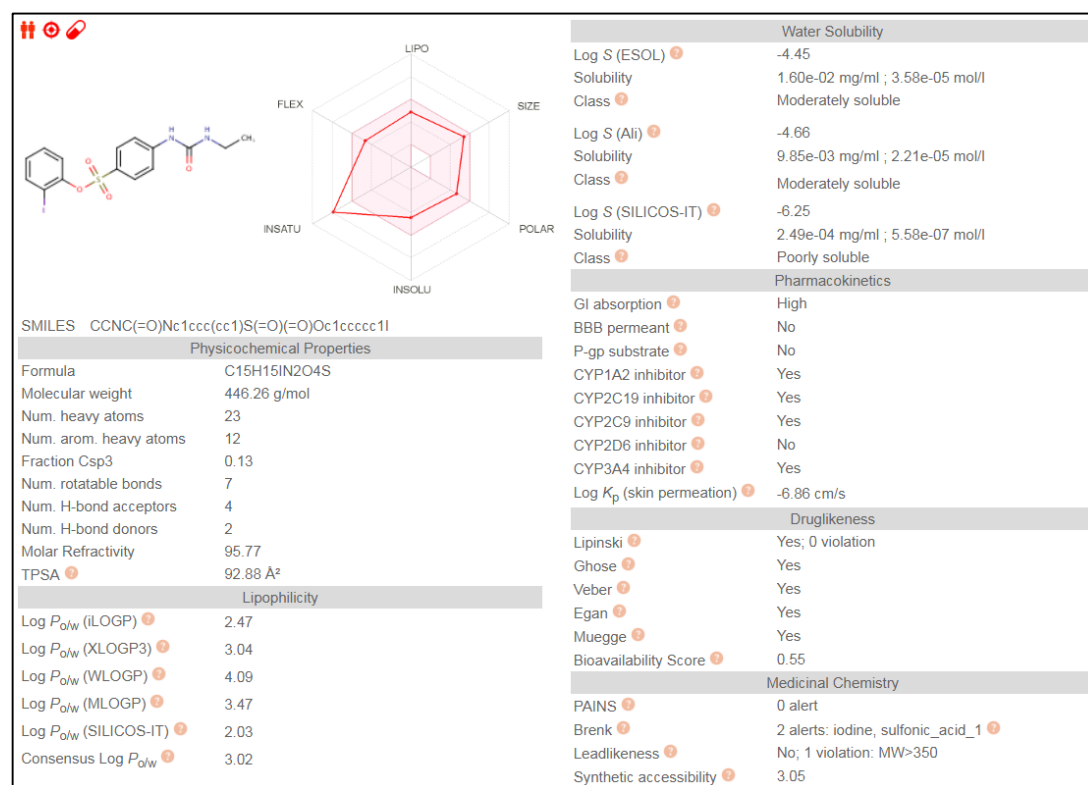 LIPO
FLEX
SIZE
INSATU
POLAR
INSOLU
H
N
H
N
CH₃
O
O
O
S
O
I
SMILES CCNC(=O)Nc1ccc(cc1)S(=O)(=O)Oc1ccccc1I
Physicochemical Properties
Formula C15H15IN2O4S
Molecular weight 446.26 g/mol
Num. heavy atoms 23
Num. arom. heavy atoms 12
Fraction Csp3 0.13
Num. rotatable bonds 7
Num. H-bond acceptors 4
Num. H-bond donors 2
Molar Refractivity 95.77
TPSA ? 92.88 Å²
Lipophilicity
Log Po/w (iLOGP) ? 2.47
Log Po/w (XLOGP3) ? 3.04
Log Po/w (WLOGP) ? 4.09
Log Po/w (MLOGP) ? 3.47
Log Po/w (SILICOS-IT) ? 2.03
Consensus Log Po/w ? 3.02
Water Solubility
Log S (ESOL) ? -4.45
Solubility 1.60e-02 mg/ml ; 3.58e-05 mol/l
Class ? Moderately soluble
Log S (Ali) ? -4.66
Solubility 9.85e-03 mg/ml ; 2.21e-05 mol/l
Class ? Moderately soluble
Log S (SILICOS-IT) ? -6.25
Solubility 2.49e-04 mg/ml ; 5.58e-07 mol/l
Class ? Poorly soluble
Pharmacokinetics
GI absorption ? High
BBB permeant ? No
P-gp substrate ? No
CYP1A2 inhibitor ? Yes
CYP2C19 inhibitor ? Yes
CYP2C9 inhibitor ? Yes
CYP2D6 inhibitor ? No
CYP3A4 inhibitor ? Yes
Log Kp (skin permeation) ? -6.86 cm/s
Druglikeness
Lipinski ? Yes; 0 violation
Ghose ? Yes
Veber ? Yes
Egan ? Yes
Muegge ? Yes
Bioavailability Score ? 0.55
Medicinal Chemistry
PAINS ? 0 alert
Brenk ? 2 alerts: iodine, sulfonic_acid_1 ?
Leadlikeness ? No; 1 violation: MW>350
Synthetic accessibility ? 3.05